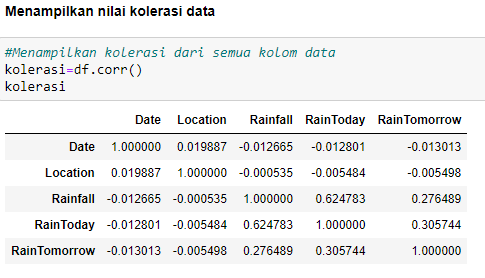 Menampilkan nilai kolerasi data
#Menampilkan kolerasi dari semua kolom data
kolerasi=df.corr()
kolerasi
Date Location Rainfall RainToday RainTomorrow
Date 1.000000 0.019887 -0.012665 -0.012801 -0.013013
Location 0.019887 1.000000 -0.000535 -0.005484 -0.005498
Rainfall -0.012665 -0.000535 1.000000 0.624783 0.276489
RainToday -0.012801 -0.005484 0.624783 1.000000 0.305744
RainTomorrow -0.013013 -0.005498 0.276489 0.305744 1.000000